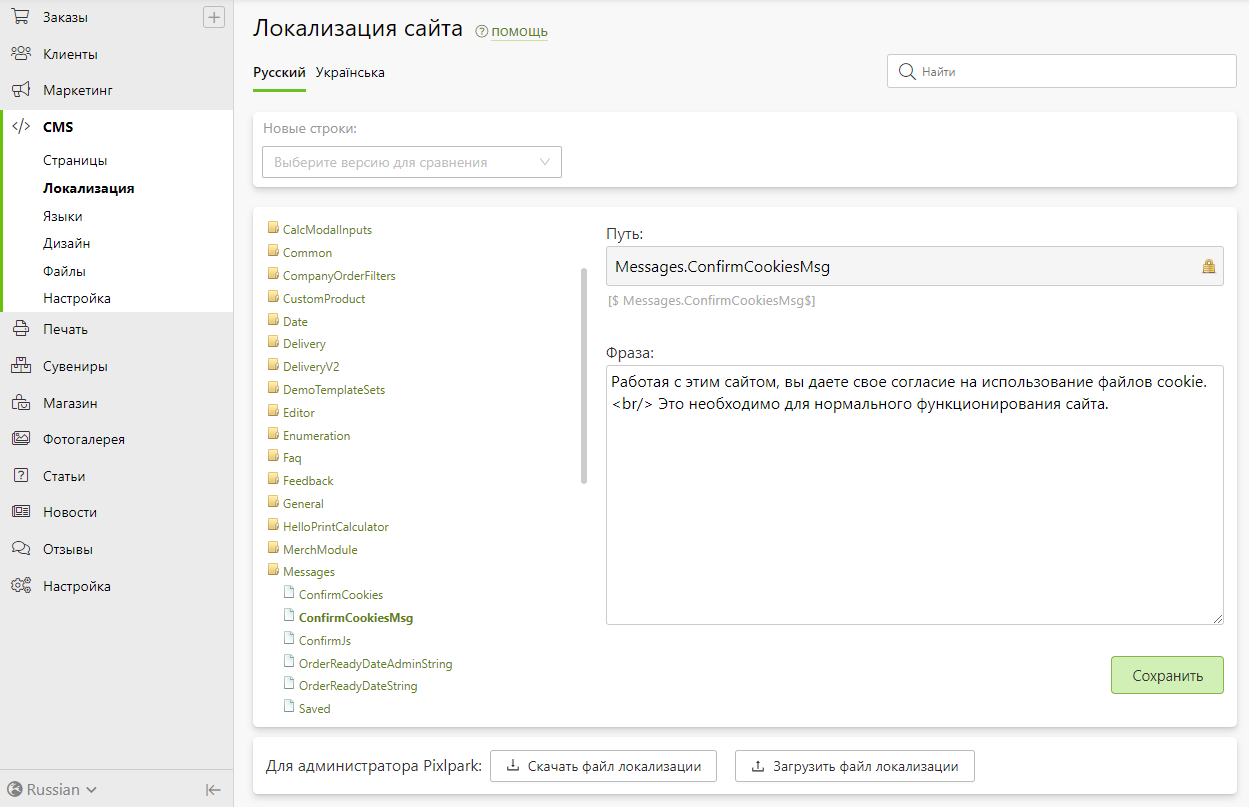 Заказы
Клиенты
Маркетинг
CMS
Страницы
Локализация
Языки
Дизайн
Файлы
Настройка
Печать
Сувениры
Магазин
Фотогалерея
Статьи
Новости
Отзывы
Настройка
Russian
Локализация сайта
помощь
Русский Українська
Найти
Новые строки:
Выберите версию для сравнения
CalcModalInputs
Common
CompanyOrderFilters
CustomProduct
Date
Delivery
DeliveryV2
DemoTemplateSets
Editor
Enumeration
Faq
Feedback
General
HelloPrintCalculator
MerchModule
Messages
ConfirmCookies
ConfirmCookiesMsg
ConfirmJs
OrderReadyDateAdminString
OrderReadyDateString
Saved
Путь:
Messages.ConfirmCookiesMsg
[$ Messages.ConfirmCookiesMsg$]
Фраза:
Работая с этим сайтом, вы даете свое согласие на использование файлов cookie.
<br/> Это необходимо для нормального функционирования сайта.
Сохранить
Для администратора Pixlpark:
Скачать файл локализации
Загрузить файл локализации